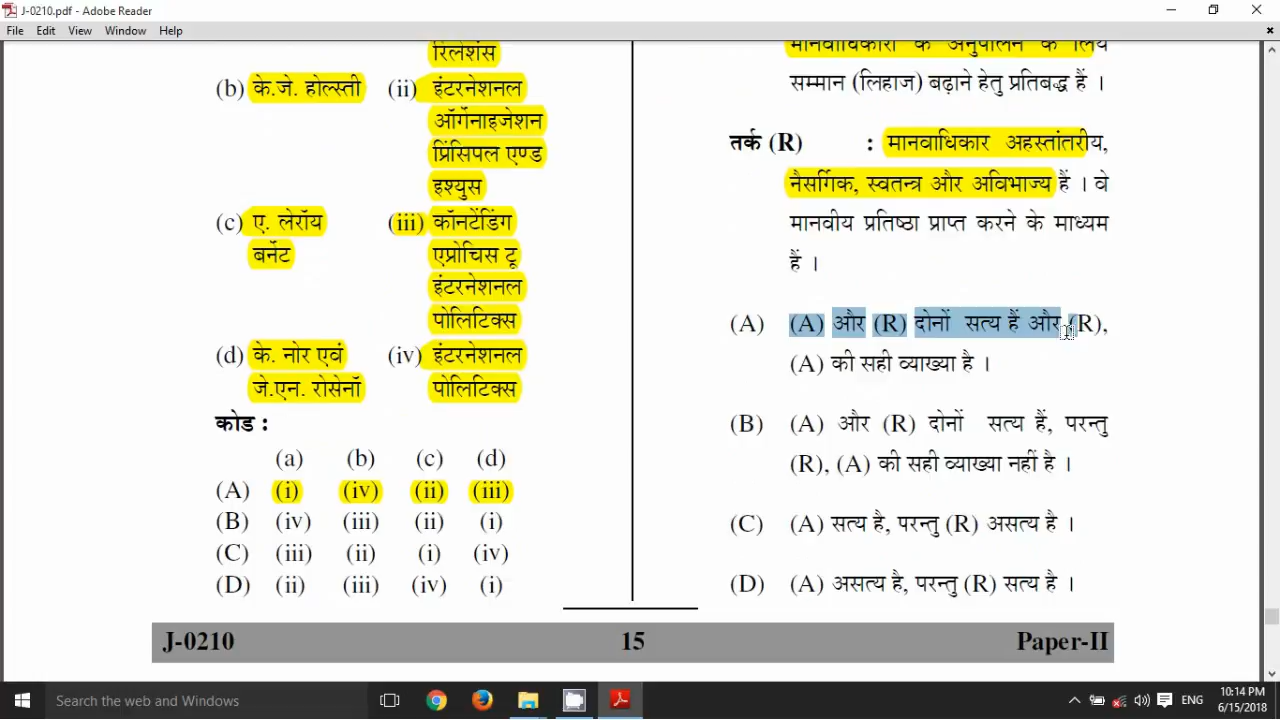 J-0210.pdf - Adobe Reader
File Edit View Window Help
रिलेशंस
(b) के.जे. होल्स्ती (ii) इंटरनेशनल
ऑर्गेनाइजेशन
प्रिंसिपल एण्ड
इश्युस
(c) ए. लेरॉय (iii) कॉनटेंडिंग
बर्नेट एप्रोचिस टू
इंटरनेशनल
पोलिटिक्स
(d) के. नोर एवं (iv) इंटरनेशनल
जे.एन. रोसेनॉ पोलिटिक्स
कोड :
(a) (b) (c) (d)
(A) (i) (iv) (ii) (iii)
(B) (iv) (iii) (ii) (i)
(C) (iii) (ii) (i) (iv)
(D) (ii) (iii) (iv) (i)
मानवाधिकारों के अनुपालन के लिये
सम्मान (लिहाज) बढ़ाने हेतु प्रतिबद्ध हैं ।
तर्क (R) : मानवाधिकार अहस्तांतरीय,
नैसर्गिक, स्वतन्त्र और अविभाज्य हैं । वे
मानवीय प्रतिष्ठा प्राप्त करने के माध्यम
हैं ।
(A) (A) और (R) दोनों सत्य हैं और (R),
(A) की सही व्याख्या है ।
(B) (A) और (R) दोनों सत्य हैं, परन्तु
(R), (A) की सही व्याख्या नहीं है ।
(C) (A) सत्य है, परन्तु (R) असत्य है ।
(D) (A) असत्य है, परन्तु (R) सत्य है ।
J-0210 15 Paper-II
Search the web and Windows
ENG
10:14 PM
6/15/2018